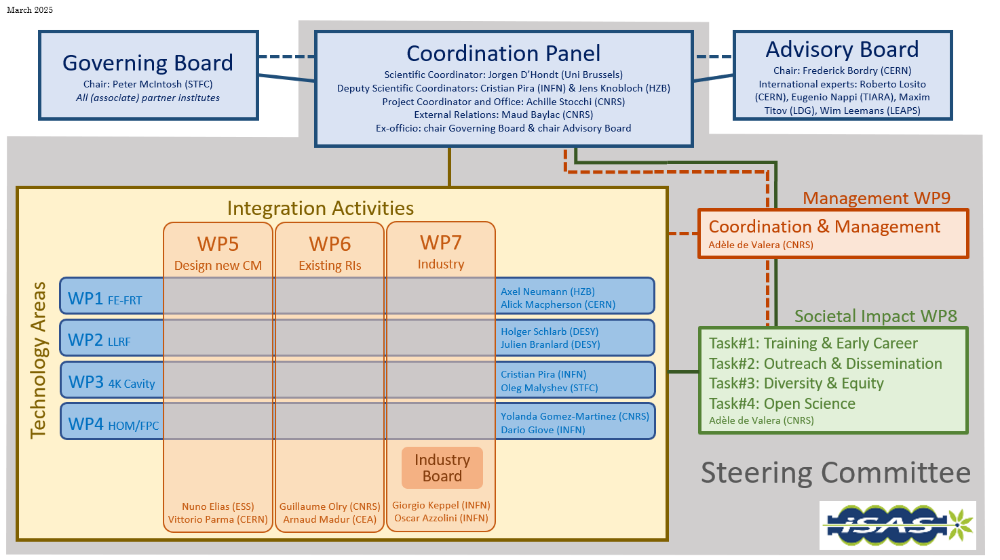 March 2025
Governing Board
Chair: Peter McIntosh (STFC)
All (associate) partner institutes
Coordination Panel
Scientific Coordinator: Jorgen D’Hondt (Uni Brussels)
Deputy Scientific Coordinators: Cristian Pira (INFN) & Jens Knobloch (HZB)
Project Coordinator and Office: Achille Stocchi (CNRS)
External Relations: Maud Baylac (CNRS)
Ex-officio: chair Governing Board & chair Advisory Board
Advisory Board
Chair: Frederick Bordry (CERN)
International experts: Roberto Losito
(CERN), Eugenio Nappi (TIARA), Maxim
Titov (LDG), Wim Leemans (LEAPS)
Integration Activities
WP5
Design new CM
WP6
Existing RIs
WP7
Industry
Technology Areas
WP1 FE-FRT
Axel Neumann (HZB)
Alick Macpherson (CERN)
WP2 LLRF
Holger Schlarb (DESY)
Julien Branlard (DESY)
WP3 4K Cavity
Cristian Pira (INFN)
Oleg Malyshev (STFC)
WP4 HOM/FPC
Yolanda Gomez-Martinez (CNRS)
Dario Giove (INFN)
Industry
Board
Nuno Elias (ESS)
Vittorio Parma (CERN)
Guillaume Olry (CNRS)
Arnaud Madur (CEA)
Giorgio Keppel (INFN)
Oscar Azzolini (INFN)
Management WP9
Coordination & Management
Adèle de Valera (CNRS)
Societal Impact WP8
Task#1: Training & Early Career
Task#2: Outreach & Dissemination
Task#3: Diversity & Equity
Task#4: Open Science
Adèle de Valera (CNRS)
Steering Committee
iSAS